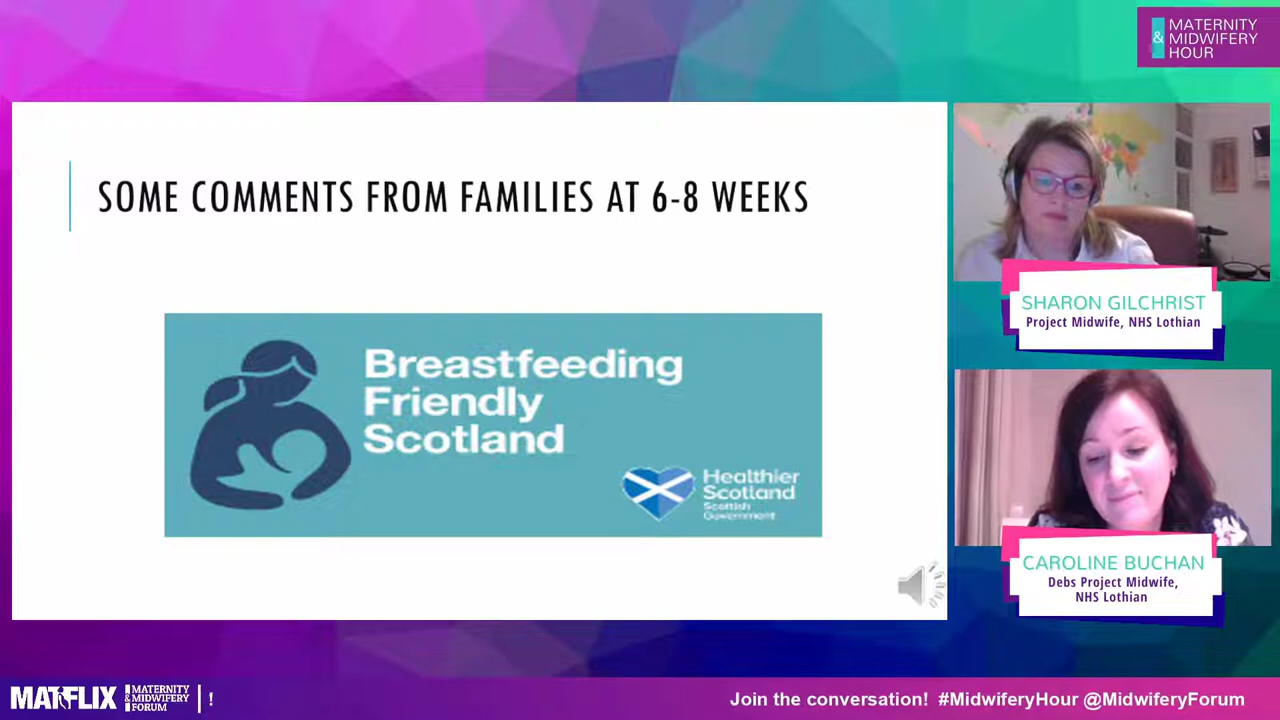 MATERNITY
& MIDWIFERY
HOUR
SOME COMMENTS FROM FAMILIES AT 6-8 WEEKS
Breastfeeding
Friendly
Scotland
Healthier
Scotland
Scottish
Government
SHARON GILCHRIST
Project Midwife, NHS Lothian
CAROLINE BUCHAN
Debs Project Midwife,
NHS Lothian
MATFLIX
MATERNITY
& MIDWIFERY
FORUM
!
Join the conversation! #MidwiferyHour @MidwiferyForum